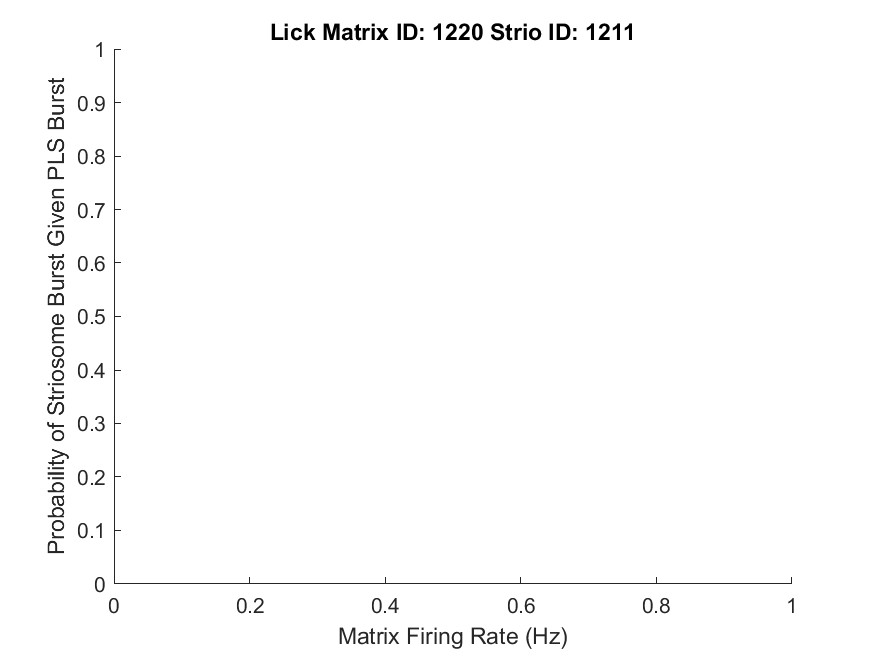 Lick Matrix ID: 1220 Strio ID: 1211
Probability of Striosome Burst Given PLS Burst
1
0.9
0.8
0.7
0.6
0.5
0.4
0.3
0.2
0.1
0
0 0.2 0.4 0.6 0.8 1
Matrix Firing Rate (Hz)